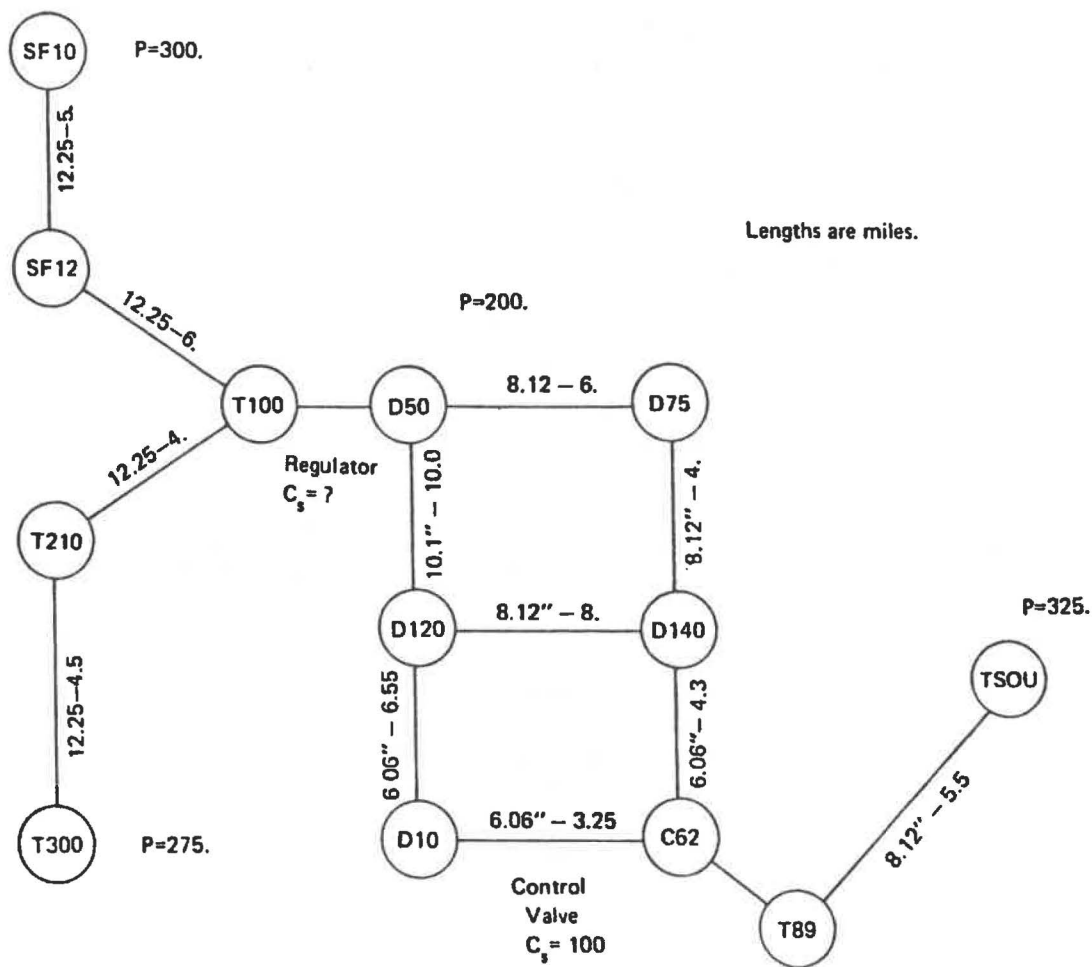 SF10
P=300.
12.25–5.
SF12
Lengths are miles.
12.25–6.
P=200.
T100
D50
8.12 – 6.
D75
12.25–4.
Regulator
Cs= ?
10.1" – 10.0
8.12" – 4.
T210
D120
8.12" – 8.
D140
P=325.
TSOU
12.25–4.5
6 06" – 6.55
6.06"– 4.3
8.12" – 5.5
T300
P=275.
D10
6.06" – 3.25
C62
Control
Valve
Cs= 100
T89